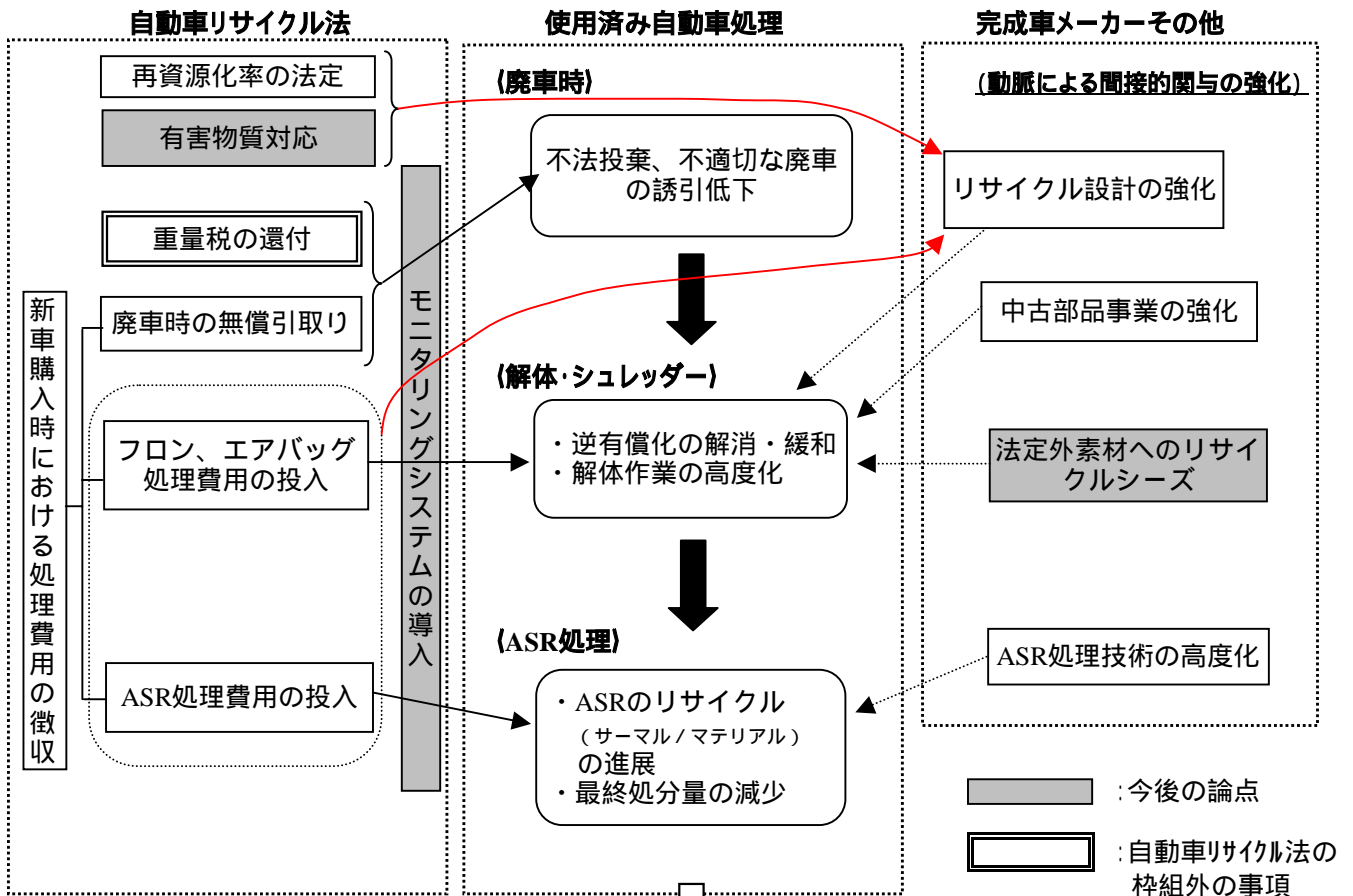 自動車リサイクル法
再資源化率の法定
有害物質対応
重量税の還付
廃車時の無償引取り
新車購入時における処理費用の徴収
フロン、エアバッグ
処理費用の投入
ASR処理費用の投入
モニタリングシステムの導入
使用済み自動車処理
(廃車時)
不法投棄、不適切な廃車
の誘引低下
(解体・シュレッダー)
・逆有償化の解消・緩和
・解体作業の高度化
(ASR処理)
・ASRのリサイクル
(サーマル/マテリアル)
の進展
・最終処分量の減少
完成車メーカーその他
(動脈による間接的関与の強化)
リサイクル設計の強化
中古部品事業の強化
法定外素材へのリサイ
クルシーズ
ASR処理技術の高度化
:今後の論点
:自動車リサイクル法の
枠組外の事項